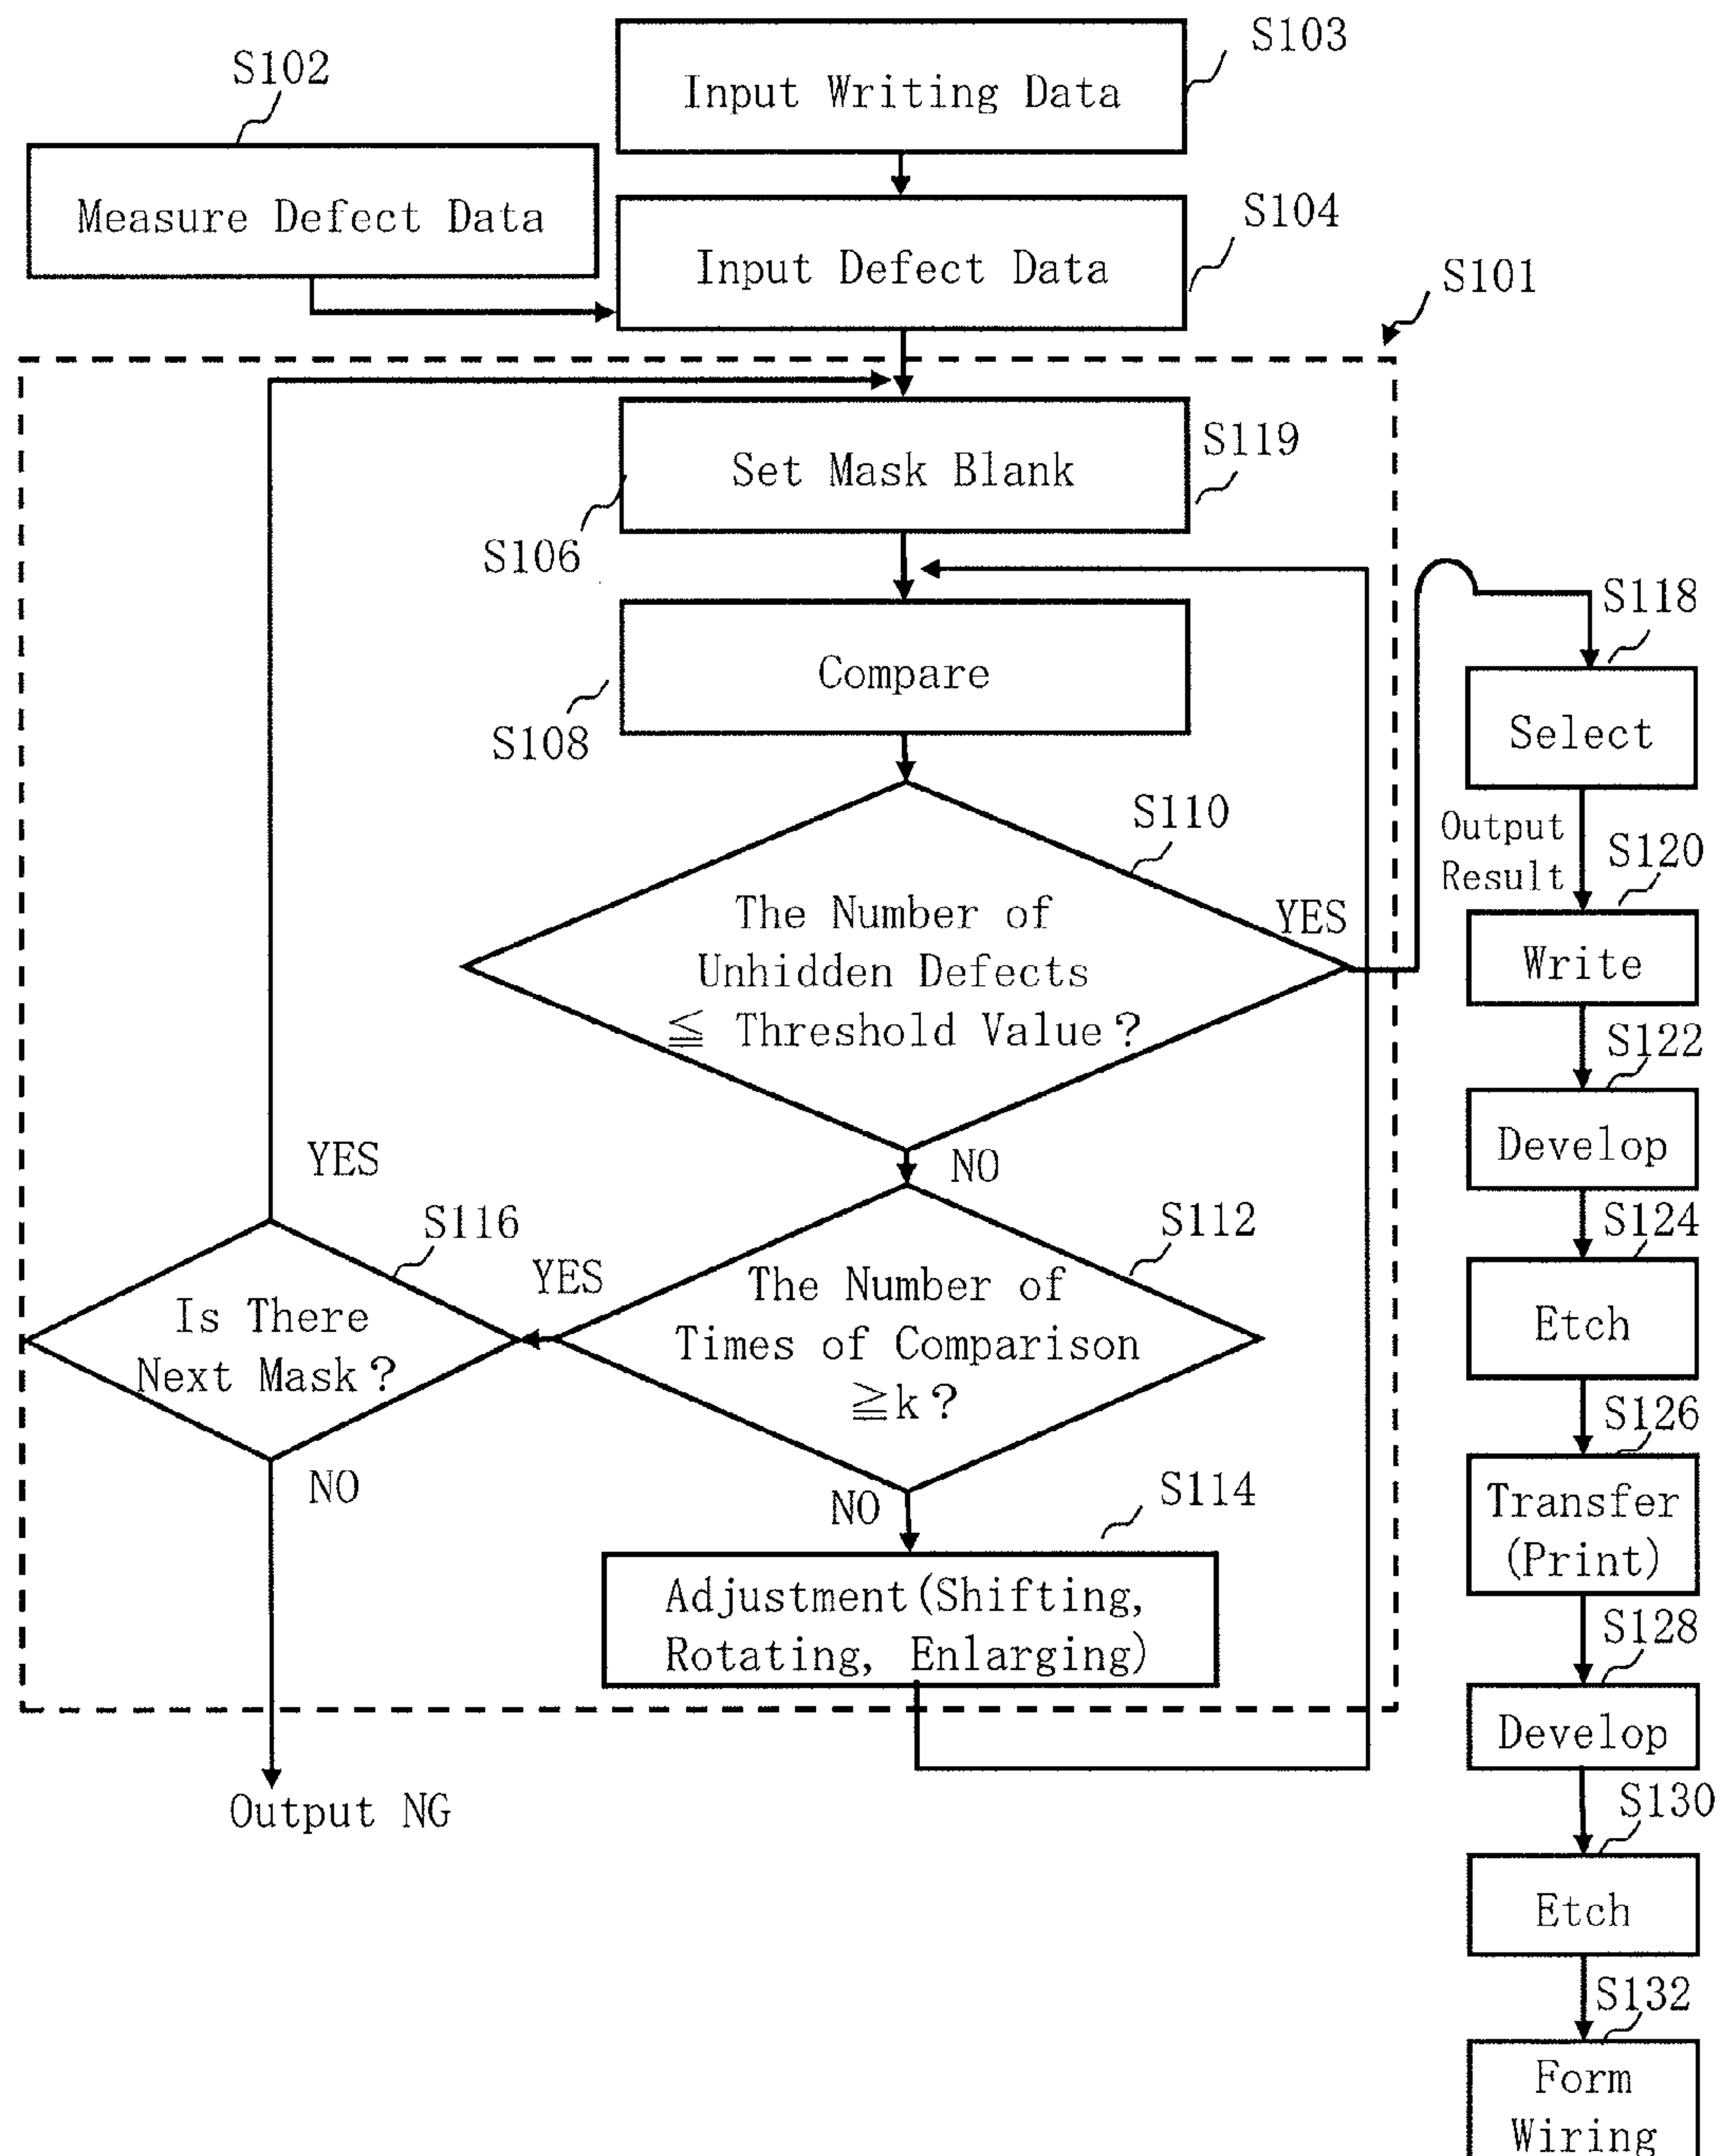 S103
Input Writing Data
S102
Measure Defect Data
S104
Input Defect Data
S101
S119
Set Mask Blank
S106
Compare
S108
S110
The Number of
Unhidden Defects
≦ Threshold Value?
YES
NO
S112
The Number of
Times of Comparison
≧k?
YES
NO
S116
Is There
Next Mask?
YES
NO
Output NG
S114
Adjustment(Shifting,
Rotating, Enlarging)
S118
Select
Output
Result
S120
Write
S122
Develop
S124
Etch
S126
Transfer
(Print)
S128
Develop
S130
Etch
S132
Form
Wiring